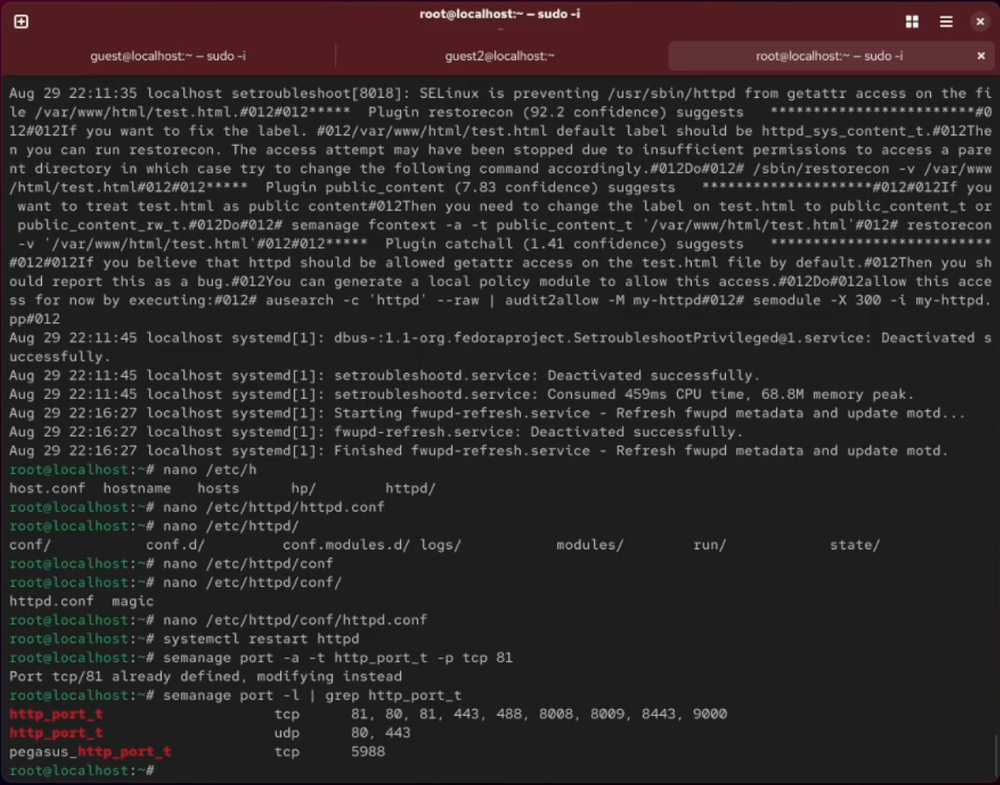 root@localhost:~ — sudo -i
~
guest@localhost:~ — sudo -i
guest2@localhost:~
root@localhost:~ — sudo -i
Aug 29 22:11:35 localhost setroubleshoot[8018]: SELinux is preventing /usr/sbin/httpd from getattr access on the fi
le /var/www/html/test.html.#012#012***** Plugin restorecon (92.2 confidence) suggests ************************#0
12#012If you want to fix the label. #012/var/www/html/test.html default label should be httpd_sys_content_t.#012The
n you can run restorecon. The access attempt may have been stopped due to insufficient permissions to access a pare
nt directory in which case try to change the following command accordingly.#012Do#012# /sbin/restorecon -v /var/www
/html/test.html#012#012***** Plugin public_content (7.83 confidence) suggests ********************#012#012If you
want to treat test.html as public content#012Then you need to change the label on test.html to public_content_t or
public_content_rw_t.#012Do#012# semanage fcontext -a -t public_content_t '/var/www/html/test.html'#012# restorecon
-v '/var/www/html/test.html'#012#012***** Plugin catchall (1.41 confidence) suggests **************************
#012#012If you believe that httpd should be allowed getattr access on the test.html file by default.#012Then you sh
ould report this as a bug.#012You can generate a local policy module to allow this access.#012Do#012allow this acce
ss for now by executing:#012# ausearch -c 'httpd' --raw | audit2allow -M my-httpd#012# semodule -X 300 -i my-httpd.
pp#012
Aug 29 22:11:45 localhost systemd[1]: dbus-:1.1-org.fedoraproject.SetroubleshootPrivileged@1.service: Deactivated s
uccessfully.
Aug 29 22:11:45 localhost systemd[1]: setroubleshootd.service: Deactivated successfully.
Aug 29 22:11:45 localhost systemd[1]: setroubleshootd.service: Consumed 459ms CPU time, 68.8M memory peak.
Aug 29 22:16:27 localhost systemd[1]: Starting fwupd-refresh.service - Refresh fwupd metadata and update motd...
Aug 29 22:16:27 localhost systemd[1]: fwupd-refresh.service: Deactivated successfully.
Aug 29 22:16:27 localhost systemd[1]: Finished fwupd-refresh.service - Refresh fwupd metadata and update motd.
root@localhost:~# nano /etc/h
host.conf hostname hosts hp/ httpd/
root@localhost:~# nano /etc/httpd/httpd.conf
root@localhost:~# nano /etc/httpd/
conf/ conf.d/ conf.modules.d/ logs/ modules/ run/ state/
root@localhost:~# nano /etc/httpd/conf
root@localhost:~# nano /etc/httpd/conf/
httpd.conf magic
root@localhost:~# nano /etc/httpd/conf/httpd.conf
root@localhost:~# systemctl restart httpd
root@localhost:~# semanage port -a -t http_port_t -p tcp 81
Port tcp/81 already defined, modifying instead
root@localhost:~# semanage port -l | grep http_port_t
http_port_t tcp 81, 80, 81, 443, 488, 8008, 8009, 8443, 9000
http_port_t udp 80, 443
pegasus_http_port_t tcp 5988
root@localhost:~#